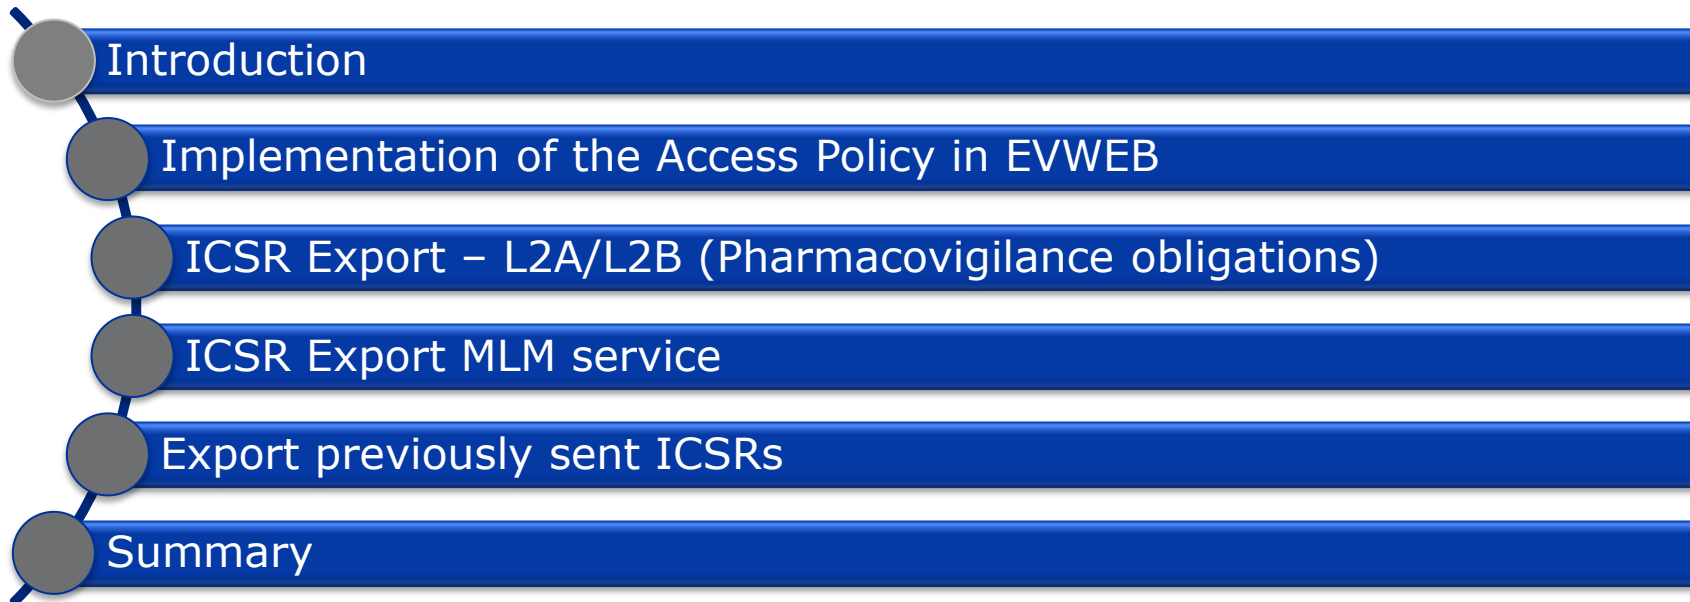 Introduction
Implementation of the Access Policy in EVWEB
ICSR Export – L2A/L2B (Pharmacovigilance obligations)
ICSR Export MLM service
Export previously sent ICSRs
Summary